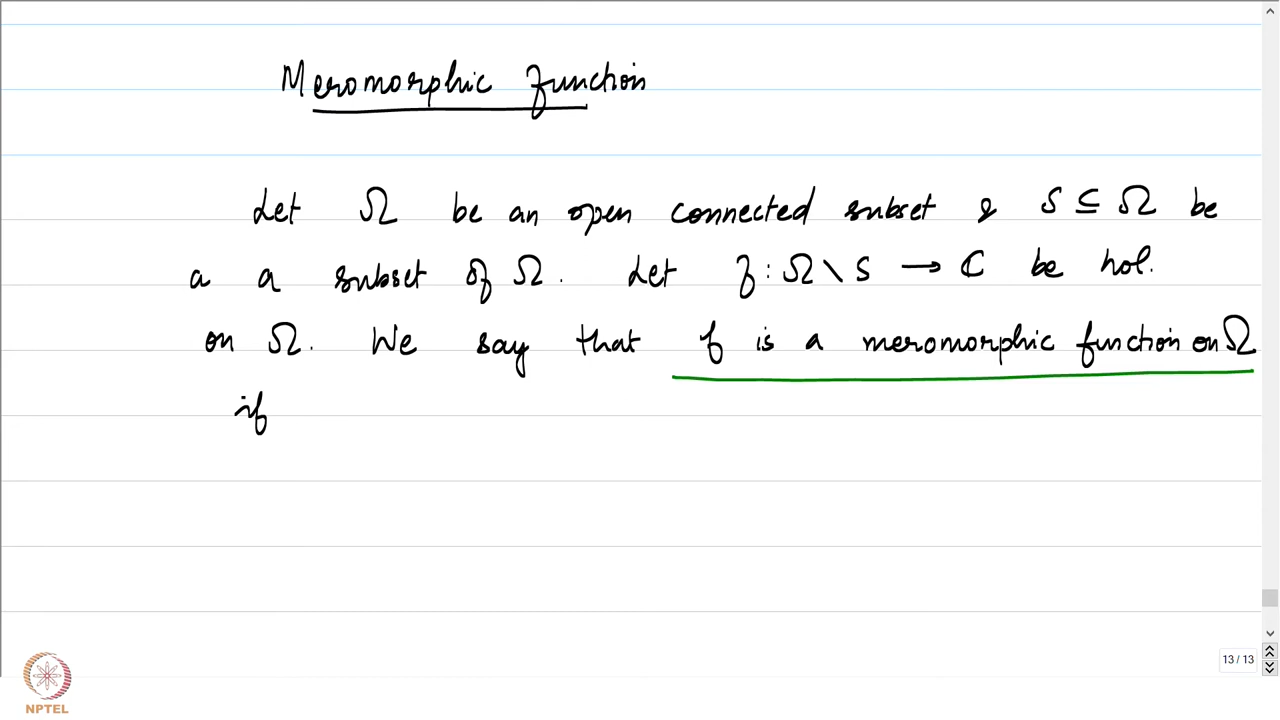 Meromorphic function
Let Ω be an open connected subset & S ⊆ Ω be
a a subset of Ω. Let f : Ω \ S → ℂ be hol.
on Ω. We say that f is a meromorphic function on Ω
if
13 / 13
NPTEL